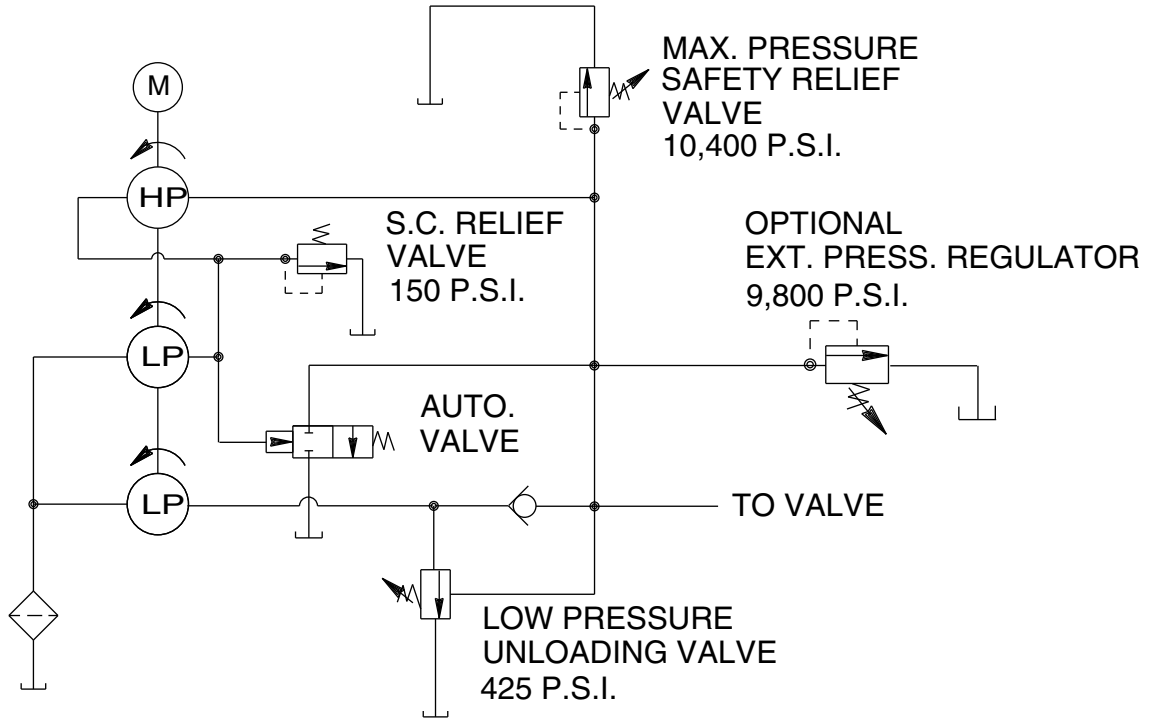 M
MAX. PRESSURE
SAFETY RELIEF
VALVE
10,400 P.S.I.
HP
S.C. RELIEF
VALVE
150 P.S.I.
OPTIONAL
EXT. PRESS. REGULATOR
9,800 P.S.I.
LP
AUTO.
VALVE
LP
TO VALVE
LOW PRESSURE
UNLOADING VALVE
425 P.S.I.